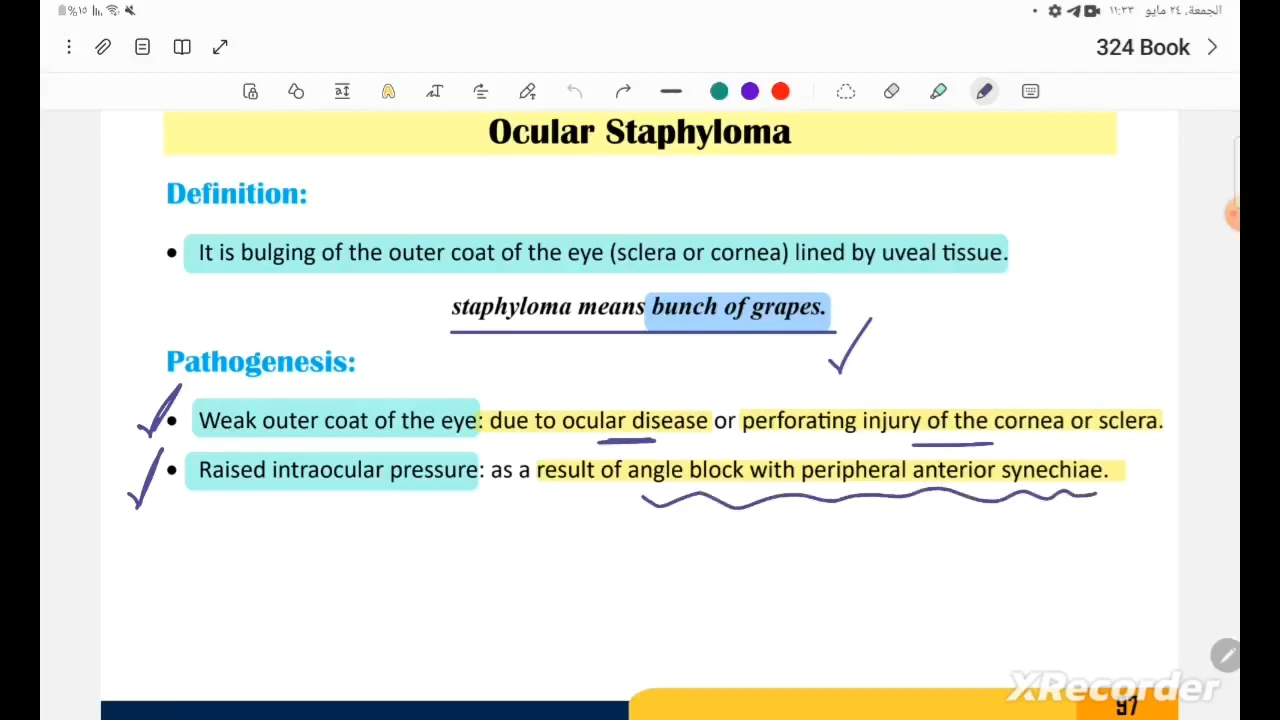 %١٥ الجمعة، ٢٤ مايو ١١:٣٣
324 Book
Ocular Staphyloma
Definition:
• It is bulging of the outer coat of the eye (sclera or cornea) lined by uveal tissue.
staphyloma means bunch of grapes.
Pathogenesis:
• Weak outer coat of the eye: due to ocular disease or perforating injury of the cornea or sclera.
• Raised intraocular pressure: as a result of angle block with peripheral anterior synechiae.
XRecorder
97